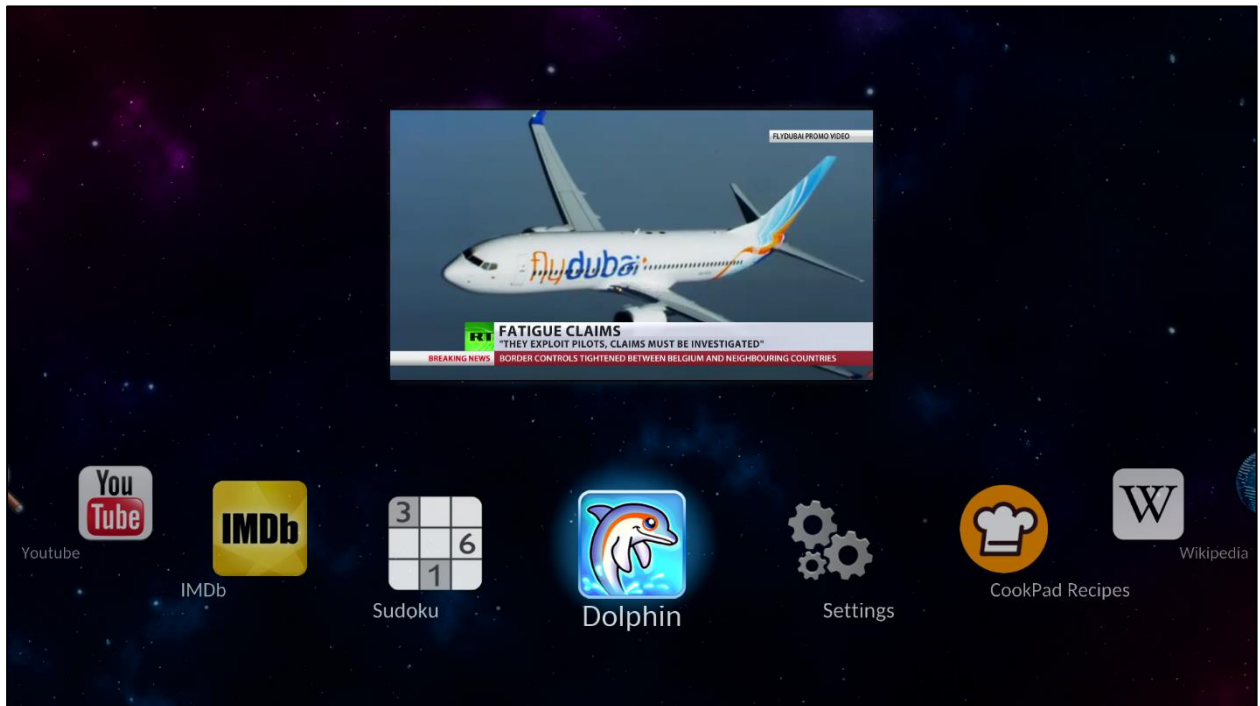 FLYDUBAI PROMO VIDEO
flydubai
RT FATIGUE CLAIMS
"THEY EXPLOIT PILOTS, CLAIMS MUST BE INVESTIGATED"
BREAKING NEWS BORDER CONTROLS TIGHTENED BETWEEN BELGIUM AND NEIGHBOURING COUNTRIES
You
Tube
IMDb
3
6
1
W
Youtube
IMDb
Sudoku
Dolphin
Settings
CookPad Recipes
Wikipedia